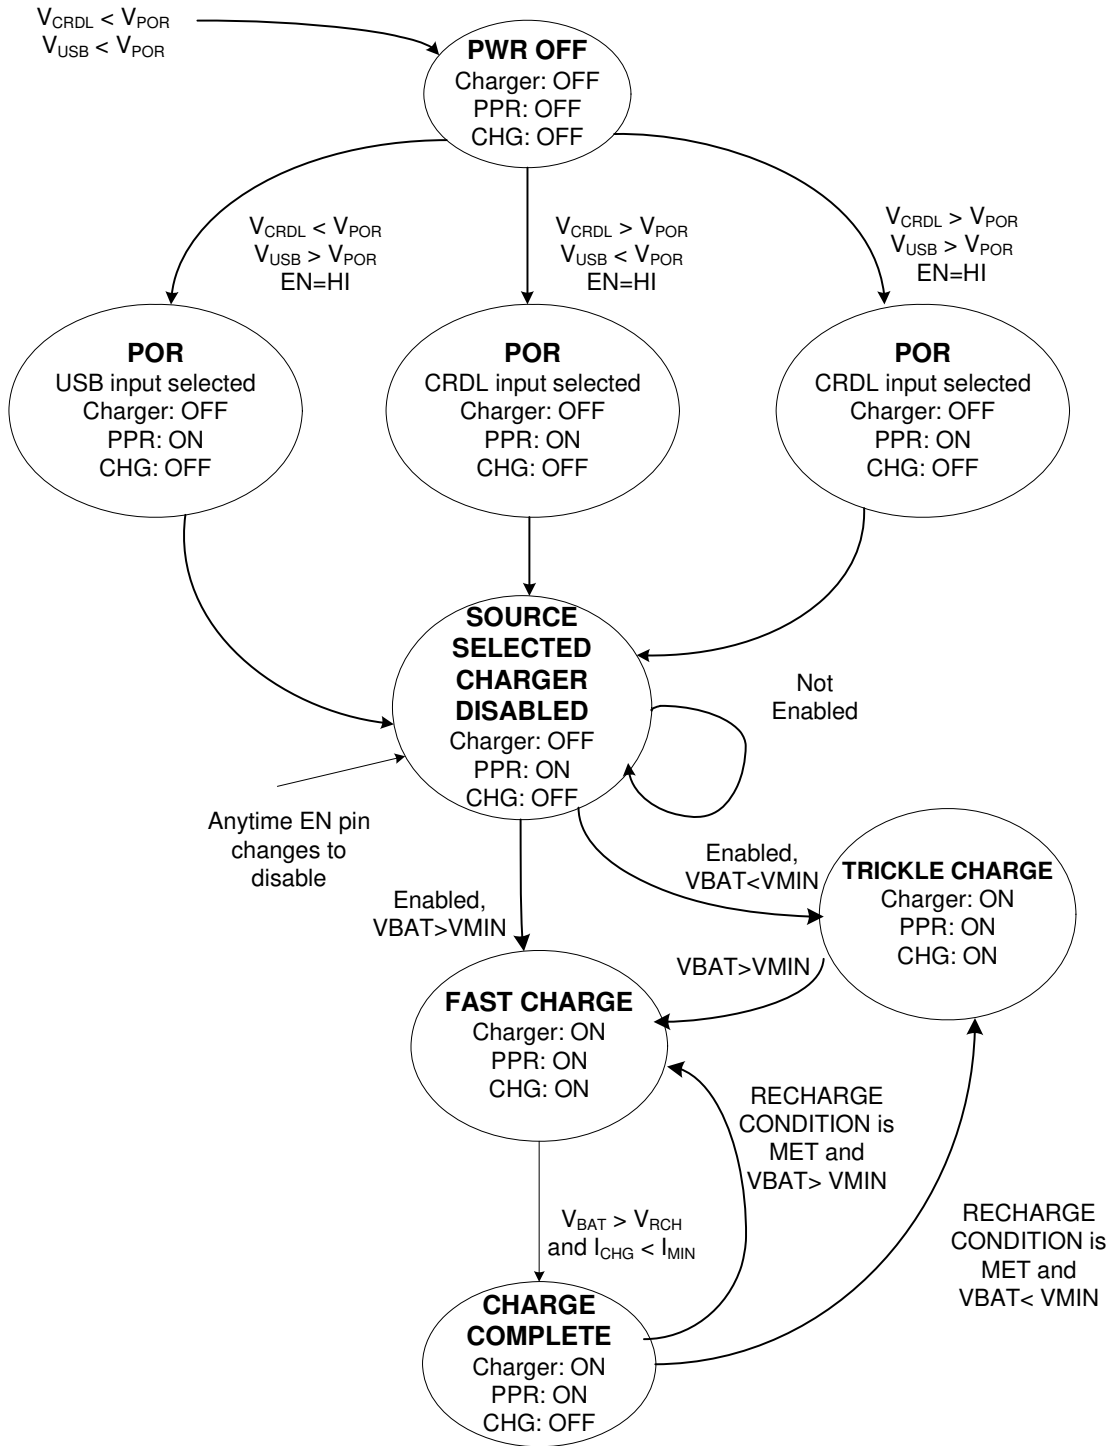 V_CRDL < V_POR
V_USB < V_POR
PWR OFF
Charger: OFF
PPR: OFF
CHG: OFF
V_CRDL < V_POR
V_USB > V_POR
EN=HI
V_CRDL > V_POR
V_USB < V_POR
EN=HI
V_CRDL > V_POR
V_USB > V_POR
EN=HI
POR
USB input selected
Charger: OFF
PPR: ON
CHG: OFF
POR
CRDL input selected
Charger: OFF
PPR: ON
CHG: OFF
POR
CRDL input selected
Charger: OFF
PPR: ON
CHG: OFF
SOURCE
SELECTED
CHARGER
DISABLED
Charger: OFF
PPR: ON
CHG: OFF
Not
Enabled
Anytime EN pin
changes to
disable
Enabled,
VBAT>VMIN
Enabled,
VBAT<VMIN
TRICKLE CHARGE
Charger: ON
PPR: ON
CHG: ON
VBAT>VMIN
FAST CHARGE
Charger: ON
PPR: ON
CHG: ON
RECHARGE
CONDITION is
MET and
VBAT> VMIN
V_BAT > V_RCH
and I_CHG < I_MIN
RECHARGE
CONDITION is
MET and
VBAT< VMIN
CHARGE
COMPLETE
Charger: ON
PPR: ON
CHG: OFF